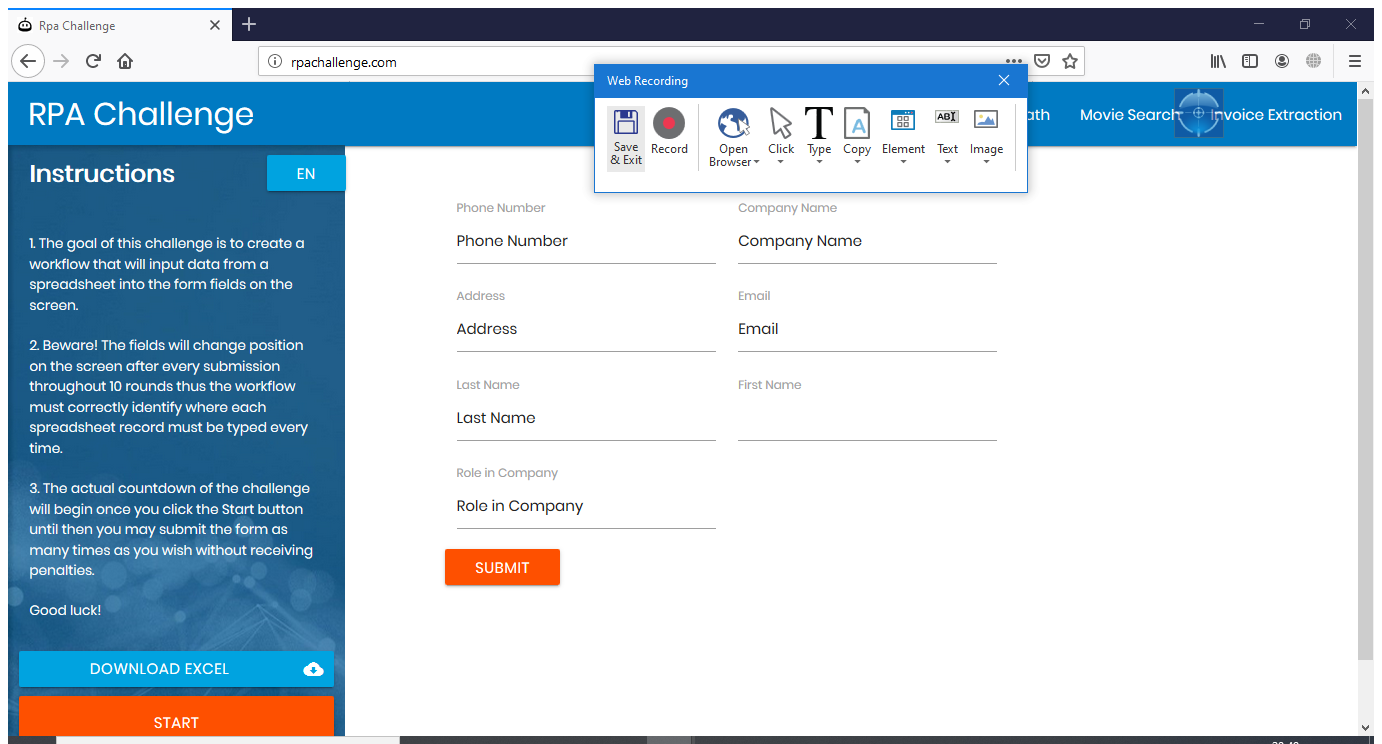 Rpa Challenge
rpachallenge.com
Web Recording
Save & Exit
Record
Open Browser
Click
Type
Copy
AB
Element
Text
Image
RPA Challenge
Movie Search
Invoice Extraction
Instructions
EN
1. The goal of this challenge is to create a
workflow that will input data from a
spreadsheet into the form fields on the
screen.
2. Beware! The fields will change position
on the screen after every submission
throughout 10 rounds thus the workflow
must correctly identify where each
spreadsheet record must be typed every
time.
3. The actual countdown of the challenge
will begin once you click the Start button
until then you may submit the form as
many times as you wish without receiving
penalties.
Good luck!
DOWNLOAD EXCEL
START
Phone Number
Company Name
Phone Number
Company Name
Address
Email
Address
Email
Last Name
First Name
Last Name
Role in Company
Role in Company
SUBMIT